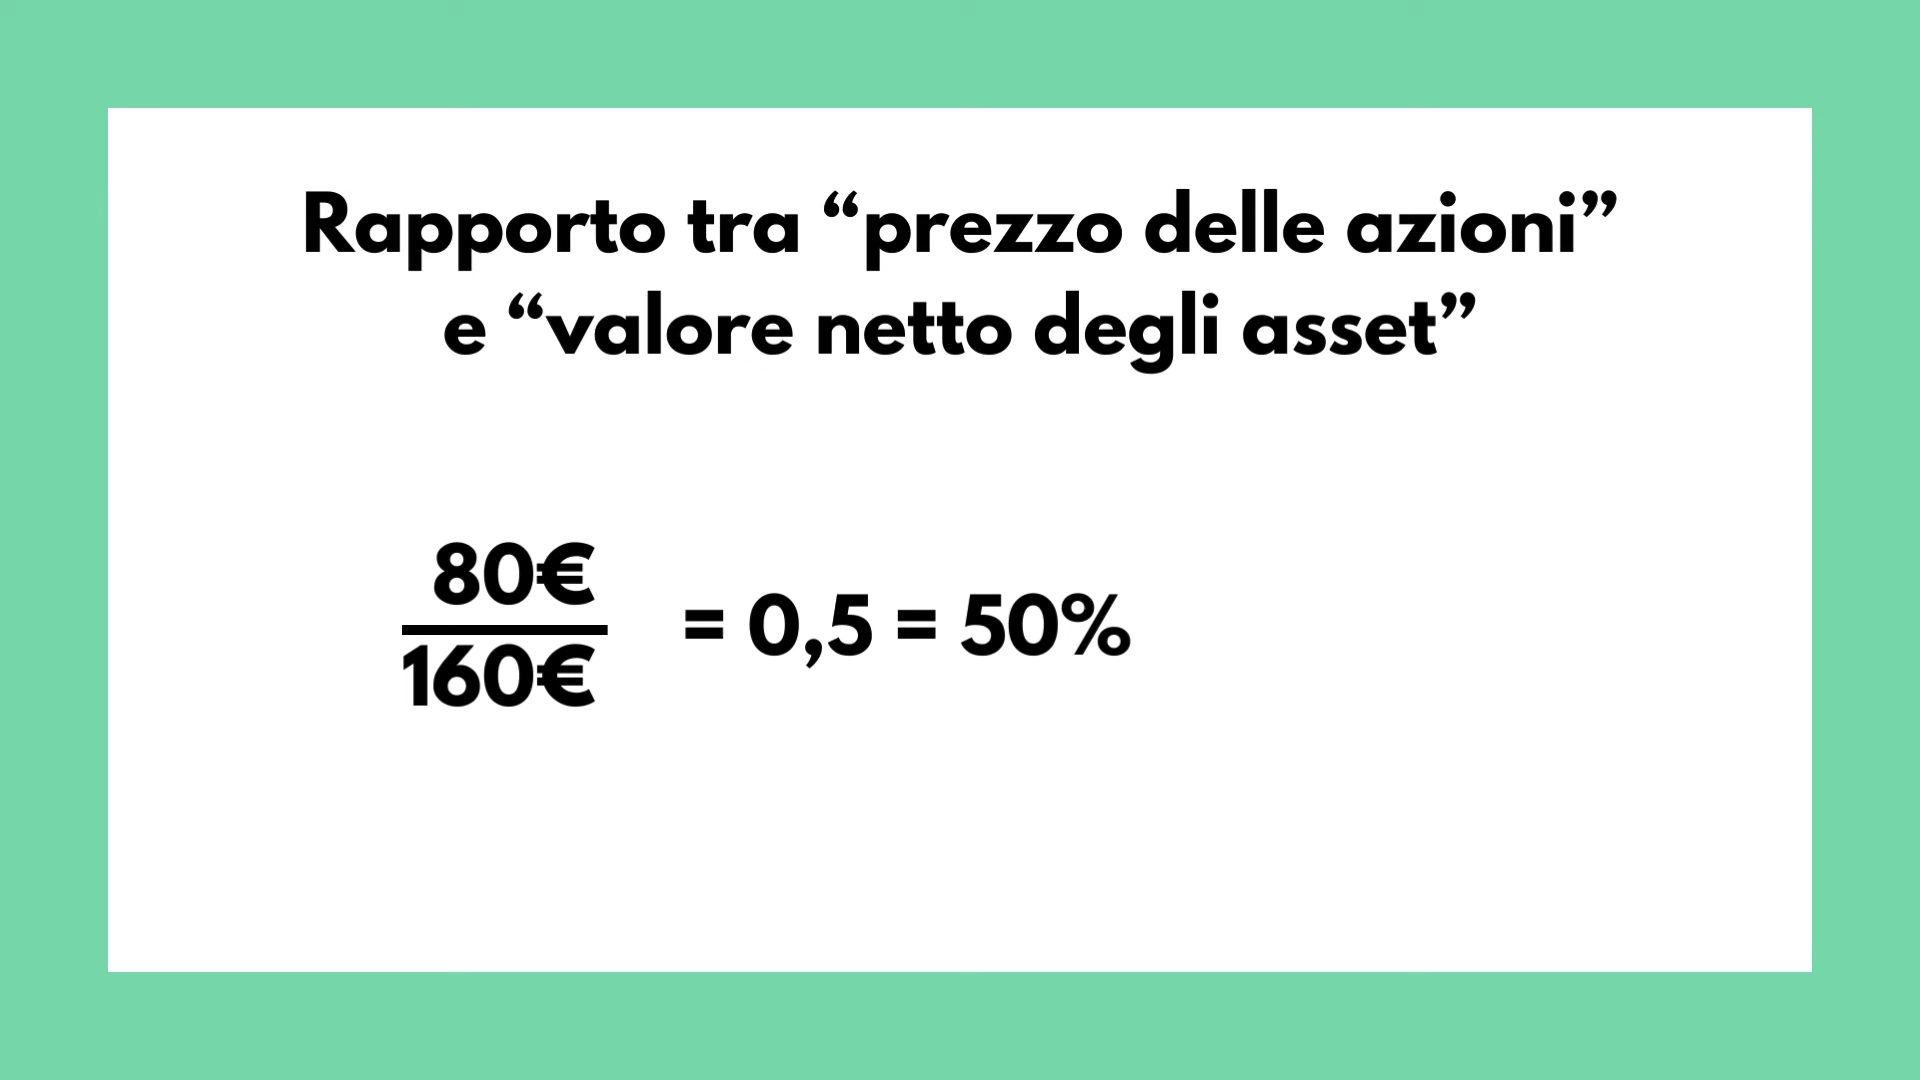 Rapporto tra “prezzo delle azioni”
e “valore netto degli asset”
80€
160€
= 0,5 = 50%